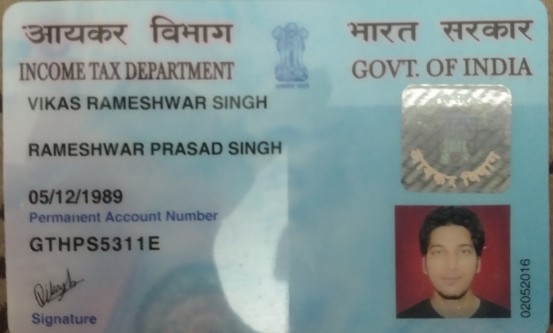 आयकर विभाग
भारत सरकार
INCOME TAX DEPARTMENT
GOVT. OF INDIA
VIKAS RAMESHWAR SINGH
RAMESHWAR PRASAD SINGH
05/12/1989
Permanent Account Number
GTHPS5311E
Signature
आयकर विभाग
02052016